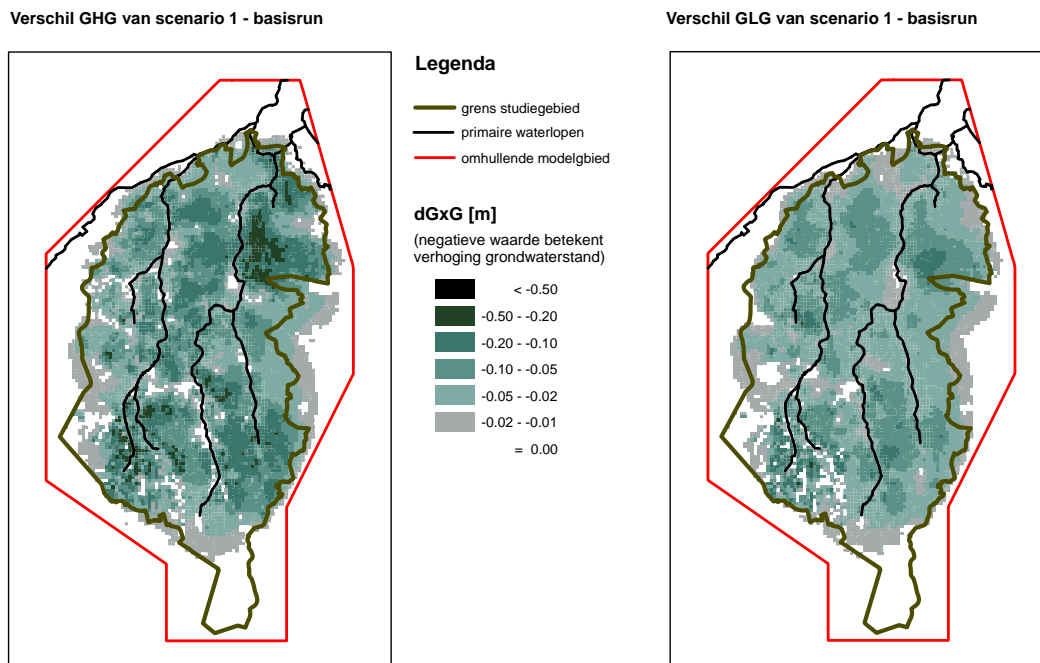 Verschil GHG van scenario 1 - basisrun
Verschil GLG van scenario 1 - basisrun
Legenda
grens studiegebied
primaire waterlopen
omhullende modelgbied
dGxG [m]
(negatieve waarde betekent
verhoging grondwaterstand)
< -0.50
-0.50 - -0.20
-0.20 - -0.10
-0.10 - -0.05
-0.05 - -0.02
-0.02 - -0.01
= 0.00